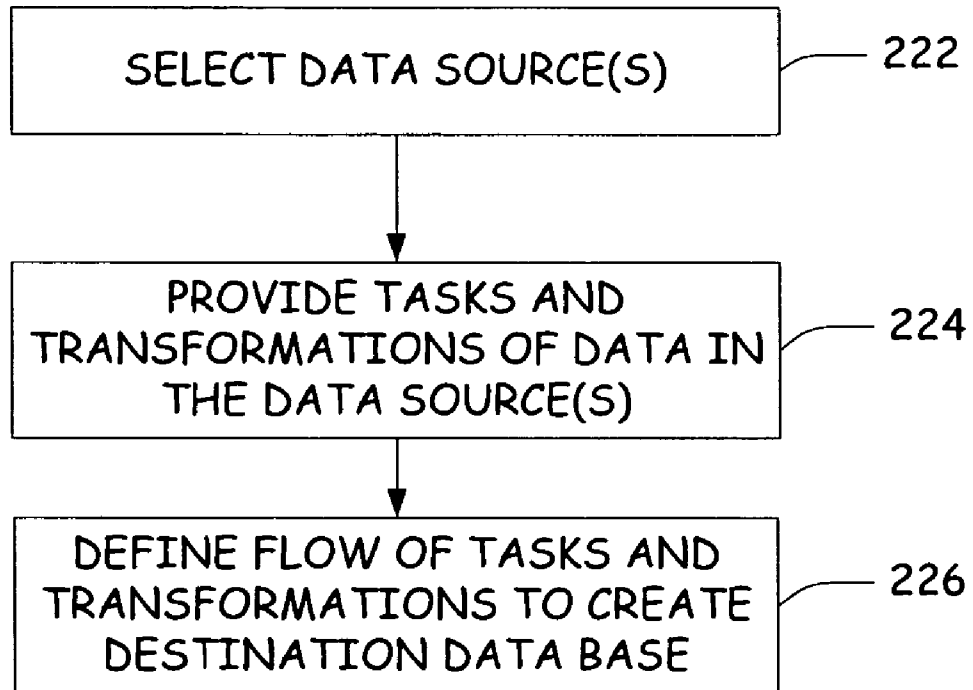 SELECT DATA SOURCE(S)
222
PROVIDE TASKS AND
TRANSFORMATIONS OF DATA IN
THE DATA SOURCE(S)
224
DEFINE FLOW OF TASKS AND
TRANSFORMATIONS TO CREATE
DESTINATION DATA BASE
226